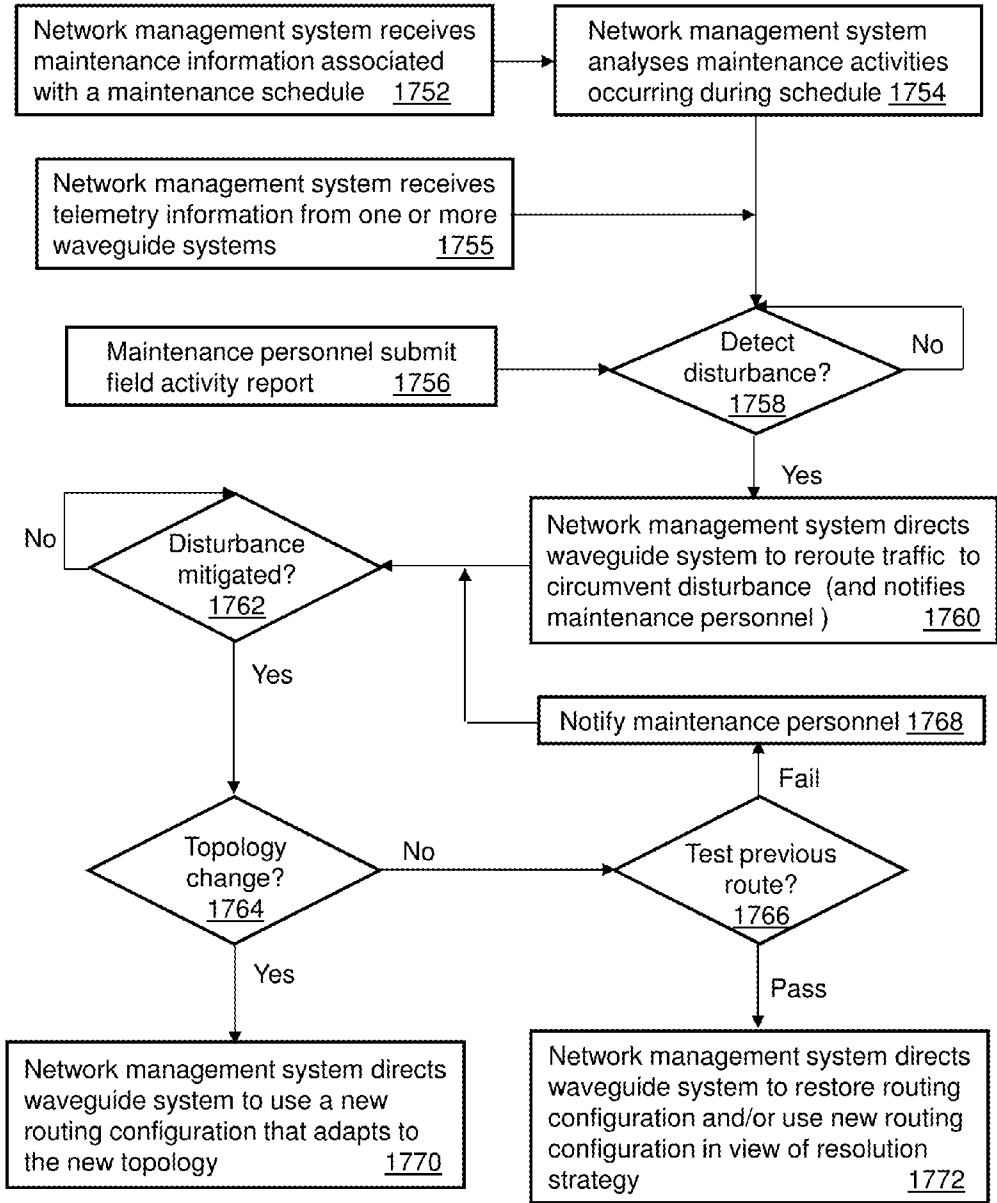 Network management system receives
maintenance information associated
with a maintenance schedule 1752
Network management system
analyses maintenance activities
occurring during schedule 1754
Network management system receives
telemetry information from one or more
waveguide systems 1755
Maintenance personnel submit
field activity report 1756
Detect
disturbance?
1758
No
Yes
Network management system directs
waveguide system to reroute traffic to
circumvent disturbance (and notifies
maintenance personnel ) 1760
No
Disturbance
mitigated?
1762
Yes
Notify maintenance personnel 1768
Fail
Topology
change?
1764
No
Test previous
route?
1766
Yes
Pass
Network management system directs
waveguide system to use a new
routing configuration that adapts to
the new topology 1770
Network management system directs
waveguide system to restore routing
configuration and/or use new routing
configuration in view of resolution
strategy 1772